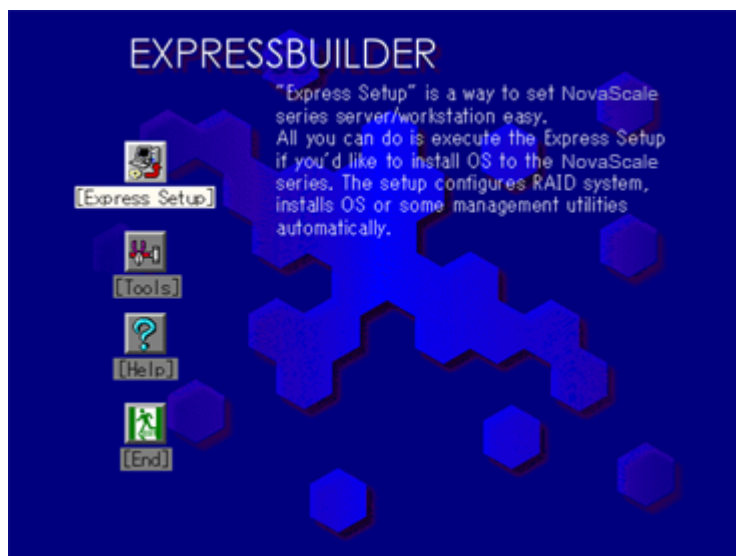 EXPRESSBUILDER
"Express Setup" is a way to set NovaScale
series server/workstation easy.
All you can do is execute the Express Setup
if you'd like to install OS to the NovaScale
series. The setup configures RAID system,
installs OS or some management utilities
automatically.
[Express Setup]
[Tools]
[Help]
[End]